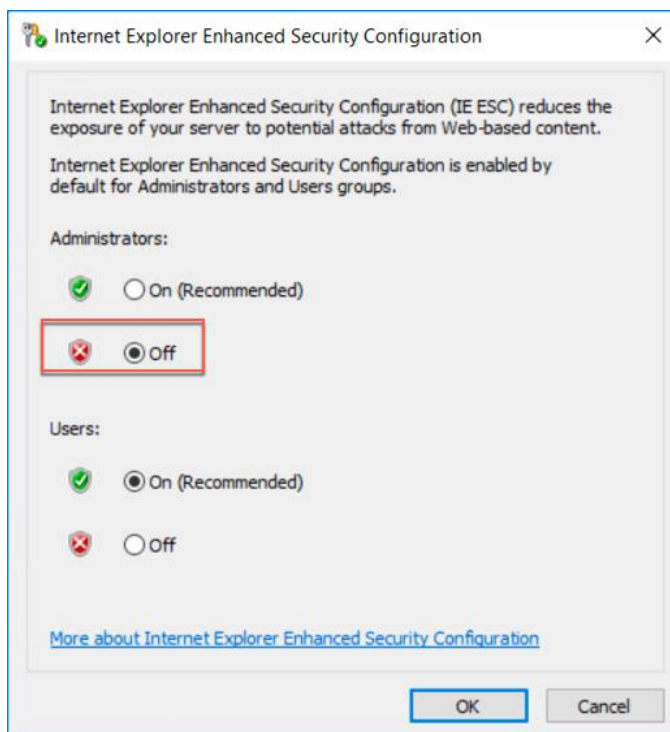 Internet Explorer Enhanced Security Configuration
Internet Explorer Enhanced Security Configuration (IE ESC) reduces the
exposure of your server to potential attacks from Web-based content.
Internet Explorer Enhanced Security Configuration is enabled by
default for Administrators and Users groups.
Administrators:
On (Recommended)
Off
Users:
On (Recommended)
Off
More about Internet Explorer Enhanced Security Configuration
OK Cancel